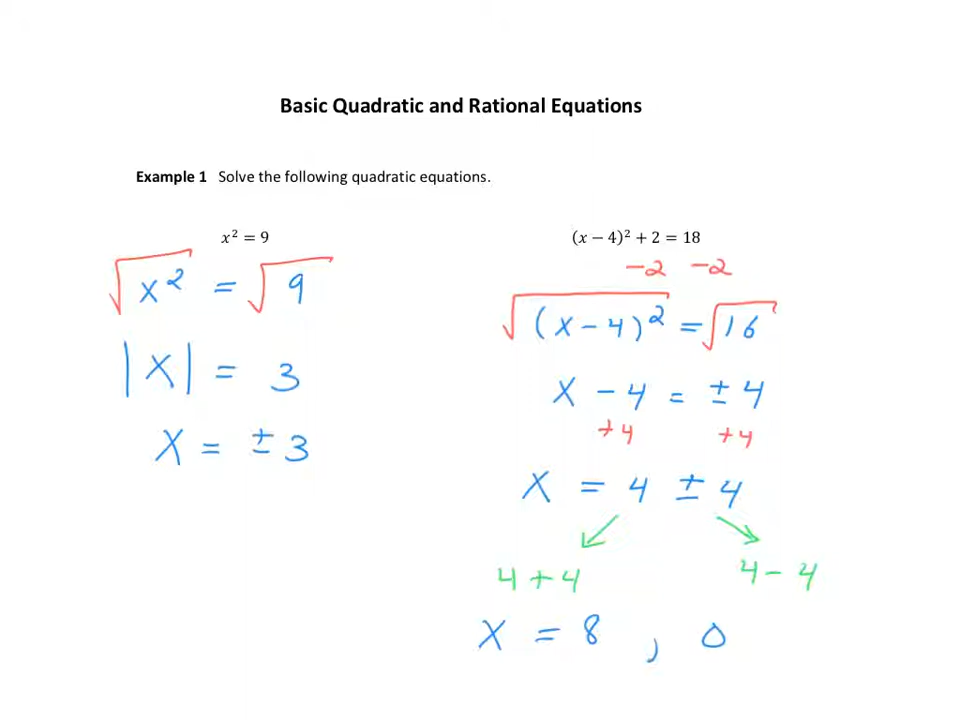 Basic Quadratic and Rational Equations
Example 1 Solve the following quadratic equations.
x² = 9
√x² = √9
|x| = 3
x = ± 3
(x − 4)² + 2 = 18
−2 −2
√(x − 4)² = √16
x − 4 = ± 4
+4 +4
x = 4 ± 4
4 + 4 4 − 4
x = 8 , 0